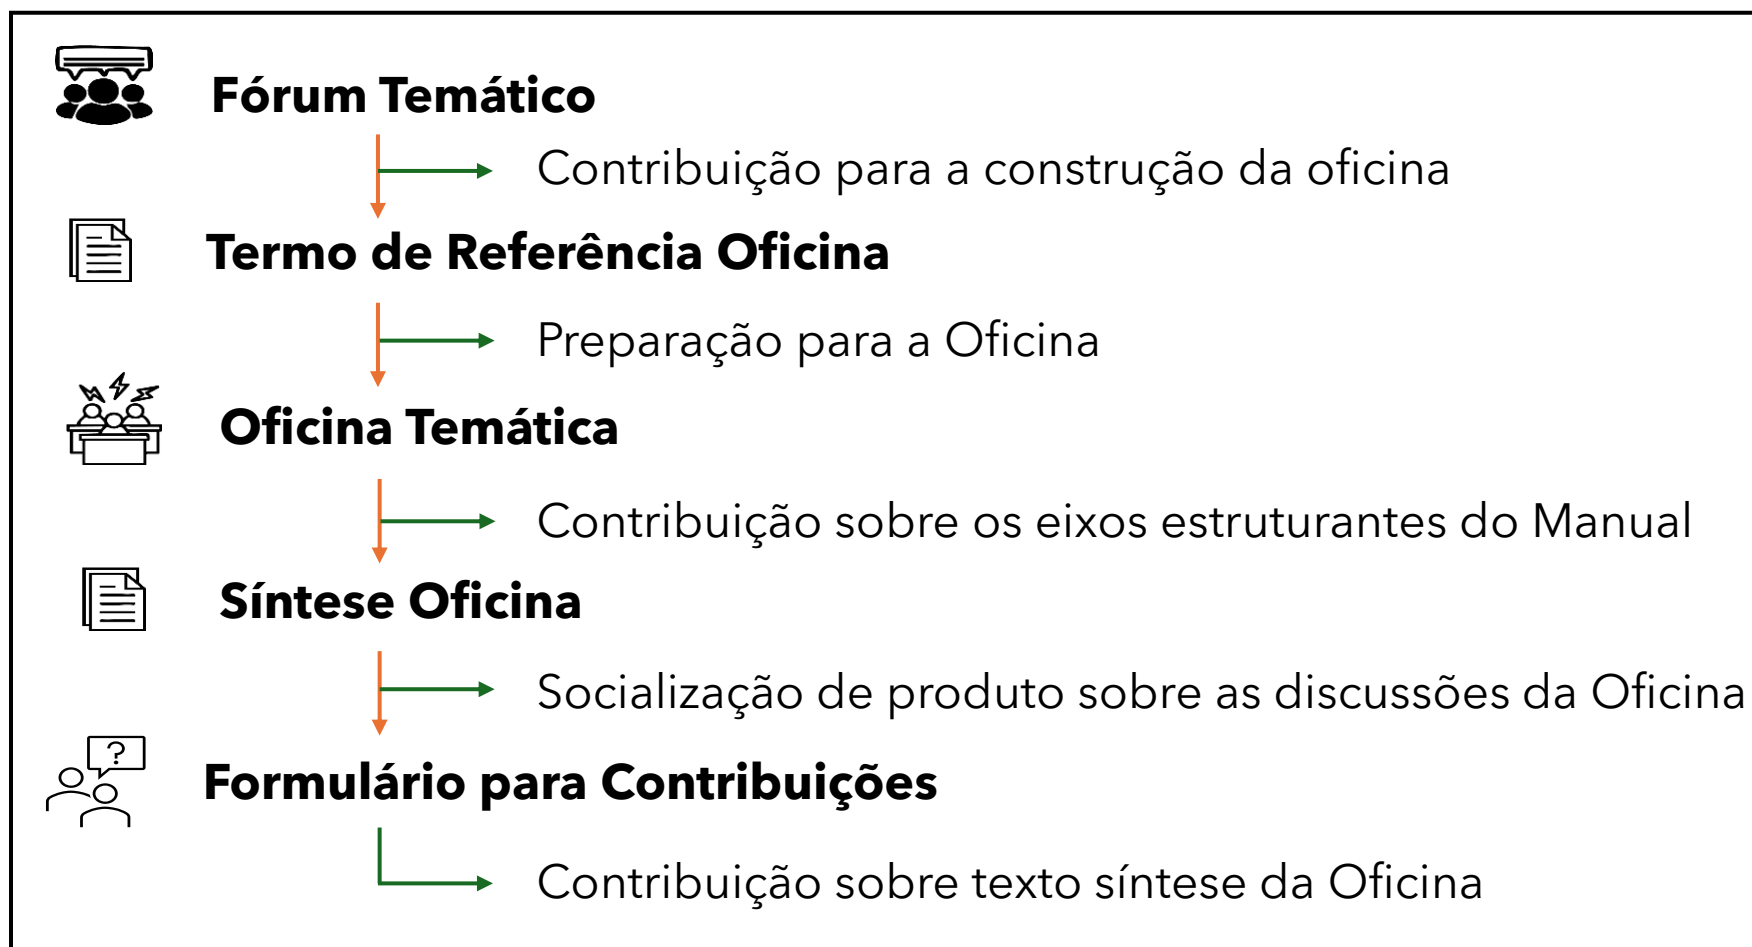 Fórum Temático
Contribuição para a construção da oficina
Termo de Referência Oficina
Preparação para a Oficina
Oficina Temática
Contribuição sobre os eixos estruturantes do Manual
Síntese Oficina
Socialização de produto sobre as discussões da Oficina
?
Formulário para Contribuições
Contribuição sobre texto síntese da Oficina